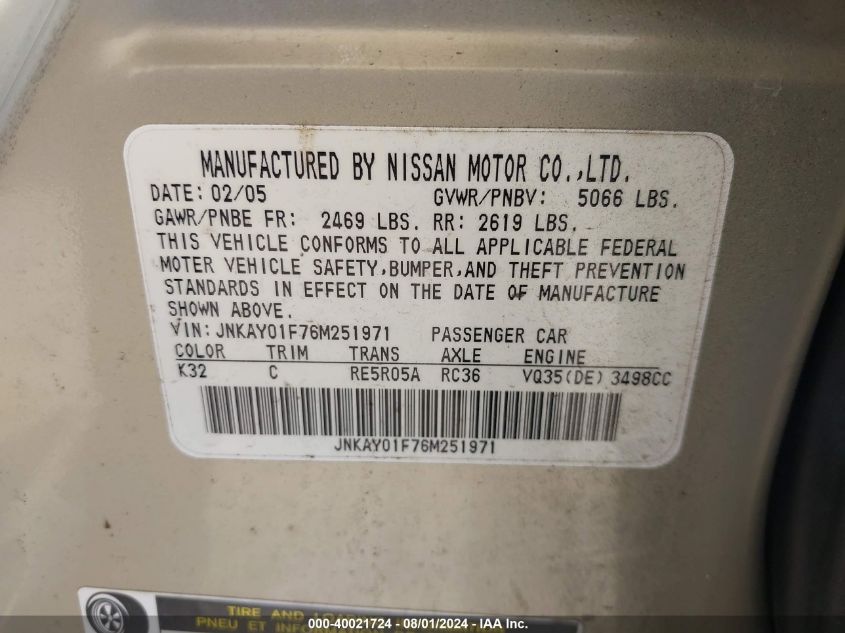 MANUFACTURED BY NISSAN MOTOR CO.,LTD.
DATE: 02/05 GVWR/PNBV: 5066 LBS.
GAWR/PNBE FR: 2469 LBS. RR: 2619 LBS.
THIS VEHICLE CONFORMS TO ALL APPLICABLE FEDERAL
MOTER VEHICLE SAFETY,BUMPER,AND THEFT PREVENTION
STANDARDS IN EFFECT ON THE DATE OF MANUFACTURE
SHOWN ABOVE.
VIN: JNKAY01F76M251971 PASSENGER CAR
COLOR TRIM TRANS AXLE ENGINE
K32 C RE5R05A RC36 VQ35(DE) 3498CC
JNKAY01F76M251971
TIRE AND
PNEU ET
000-40021724 - 08/01/2024 - IAA Inc.